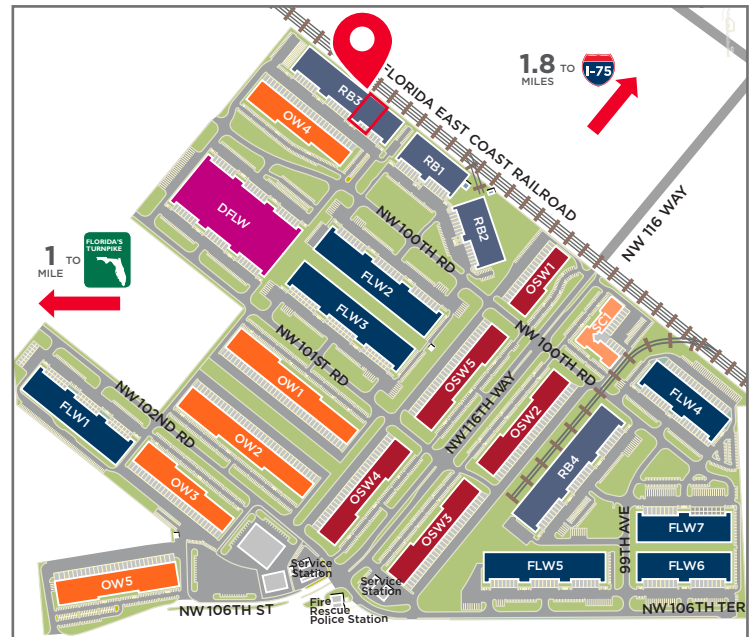 1.8 TO
MILES
I-75
FLORIDA EAST COAST RAILROAD
RB3
OW4
RB1
RB2
NW 116 WAY
DFLW
NW 100TH RD
FLORIDA'S
TURNPIKE
1 TO
MILE
FLW2
OSW1
FLW3
SC1
NW 100TH RD
NW 101ST RD
OSW5
FLW4
OW1
NW 116TH WAY
OSW2
FLW1
NW 102ND RD
OW2
RB4
OW3
OSW4
OSW3
99TH AVE
FLW7
FLW5
FLW6
Service
Station
OW5
Service
Station
NW 106TH ST
Fire
Rescue
Police Station
NW 106TH TER